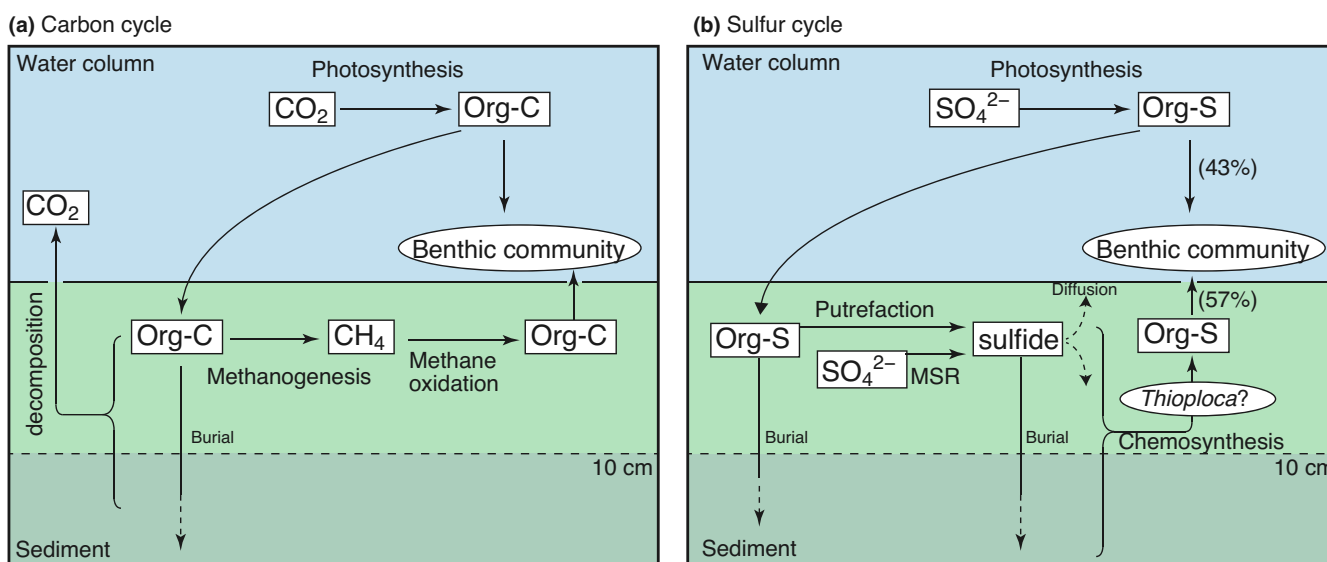 (a) Carbon cycle
Water column
Photosynthesis
CO₂
Org-C
CO₂
Benthic community
decomposition
Org-C
CH₄
Org-C
Methanogenesis
Methane
oxidation
Burial
10 cm
Sediment
(b) Sulfur cycle
Water column
Photosynthesis
SO₄²⁻
Org-S
(43%)
Benthic community
Diffusion
(57%)
Putrefaction
Org-S
sulfide
Org-S
SO₄²⁻
MSR
Thioploca?
Burial
Burial
Chemosynthesis
10 cm
Sediment